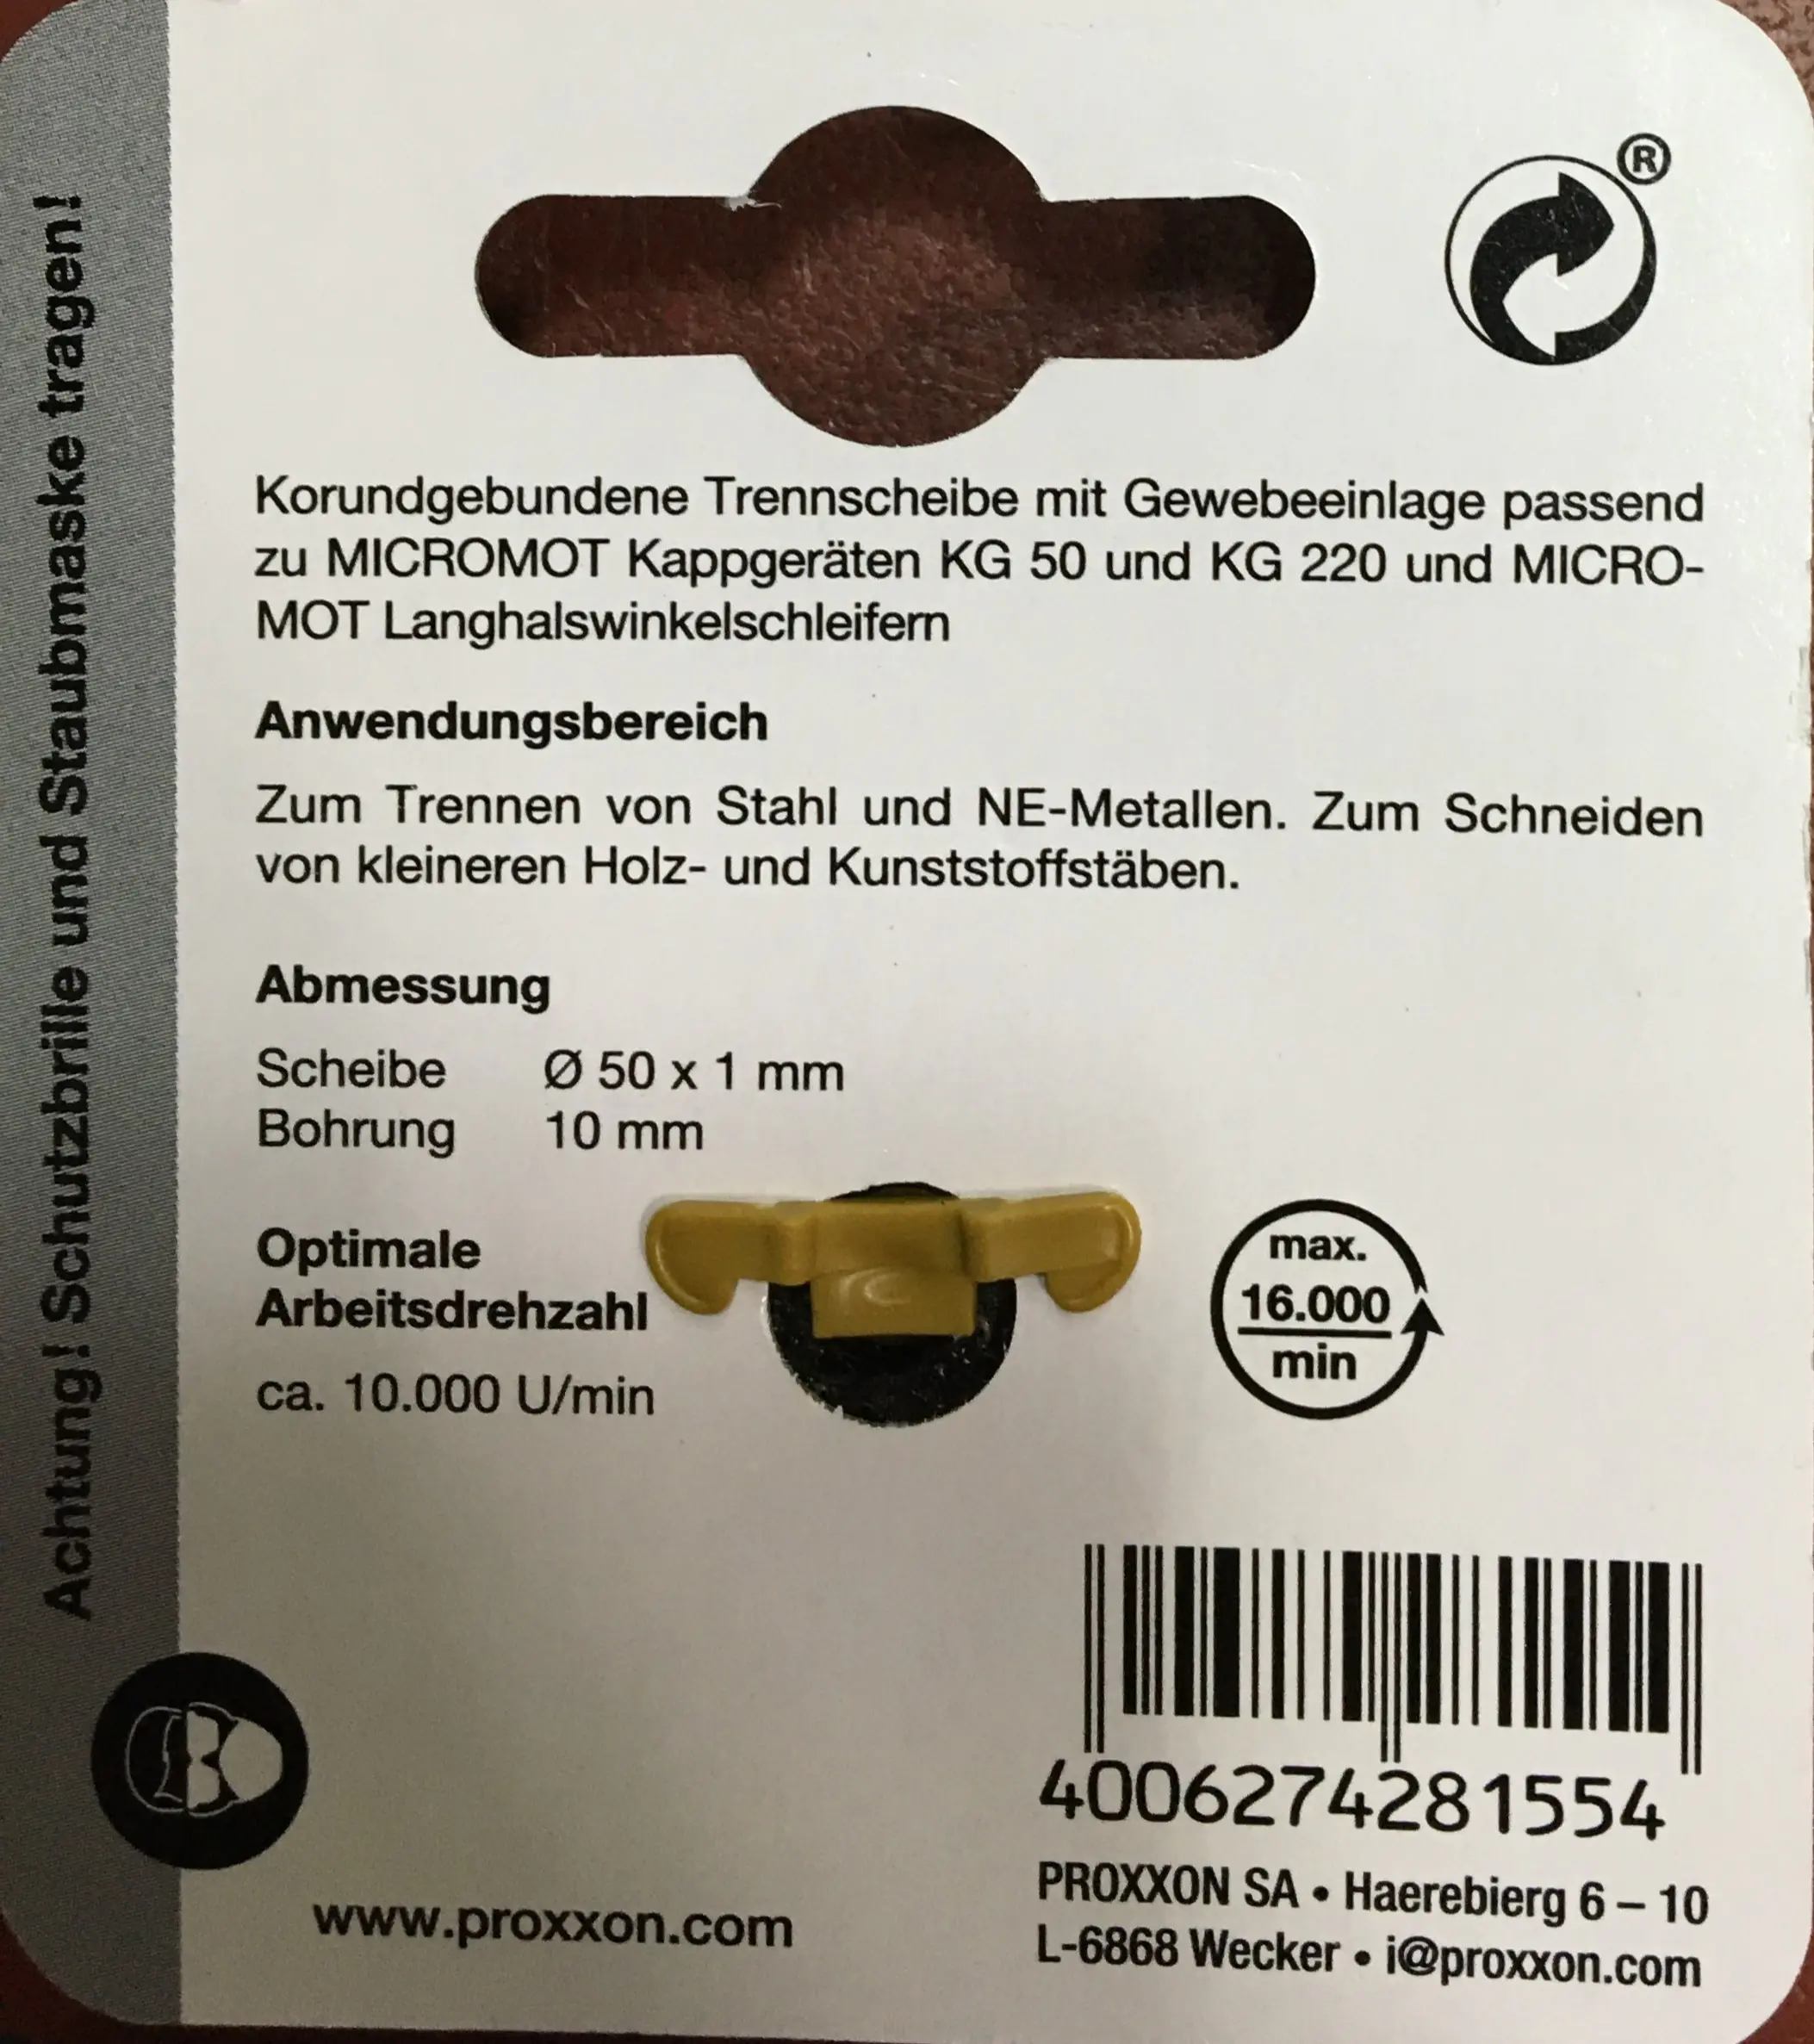 Achtung! Schutzbrille und Staubmaske tragen!
®
Korundgebundene Trennscheibe mit Gewebeeinlage passend
zu MICROMOT Kappgeräten KG 50 und KG 220 und MICRO-
MOT Langhalswinkelschleifern
Anwendungsbereich
Zum Trennen von Stahl und NE-Metallen. Zum Schneiden
von kleineren Holz- und Kunststoffstäben.
Abmessung
Scheibe Ø 50 x 1 mm
Bohrung 10 mm
Optimale
Arbeitsdrehzahl
ca. 10.000 U/min
max.
16.000
min
4006274281554
PROXXON SA • Haerebierg 6 – 10
L-6868 Wecker • i@proxxon.com
www.proxxon.com